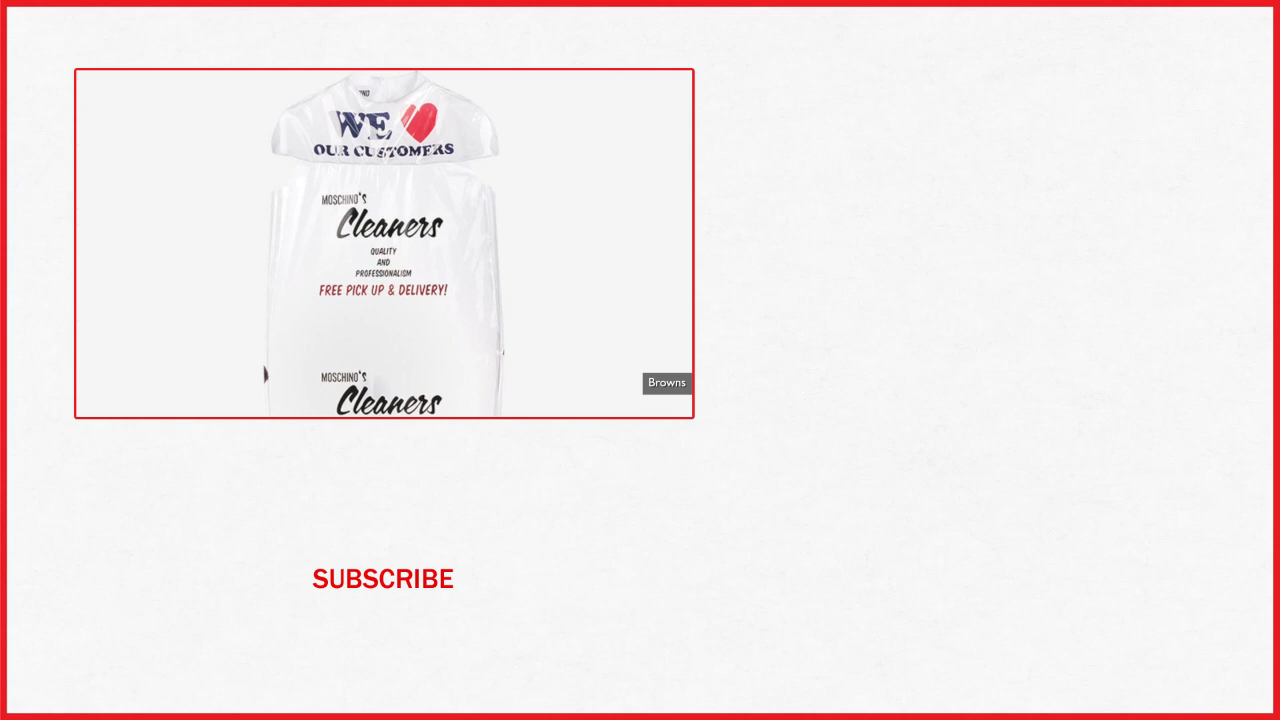 WE
OUR CUSTOMERS
MOSCHINO'S
Cleaners
QUALITY
AND
PROFESSIONALISM
FREE PICK UP & DELIVERY!
MOSCHINO'S
Cleaners
Browns
SUBSCRIBE